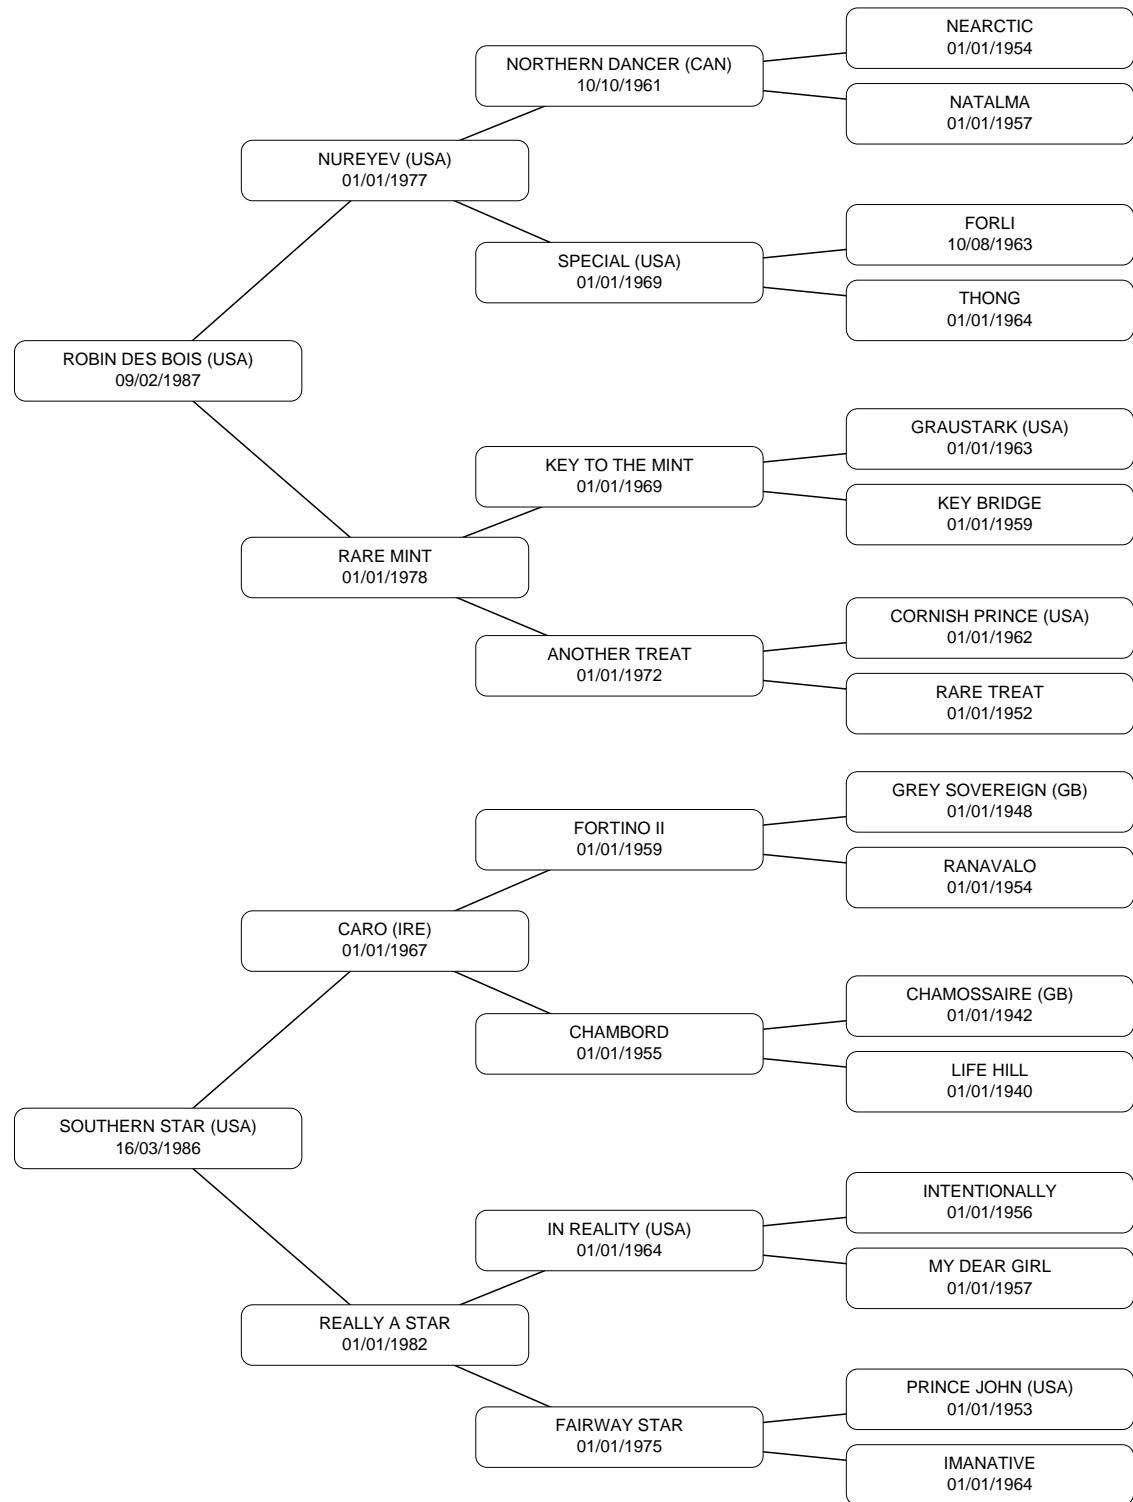 NEARCTIC
01/01/1954
NORTHERN DANCER (CAN)
10/10/1961
NATALMA
01/01/1957
NUREYEV (USA)
01/01/1977
FORLI
10/08/1963
SPECIAL (USA)
01/01/1969
THONG
01/01/1964
ROBIN DES BOIS (USA)
09/02/1987
GRAUSTARK (USA)
01/01/1963
KEY TO THE MINT
01/01/1969
KEY BRIDGE
01/01/1959
RARE MINT
01/01/1978
CORNISH PRINCE (USA)
01/01/1962
ANOTHER TREAT
01/01/1972
RARE TREAT
01/01/1952
GREY SOVEREIGN (GB)
01/01/1948
FORTINO II
01/01/1959
RANAVALO
01/01/1954
CARO (IRE)
01/01/1967
CHAMOSSAIRE (GB)
01/01/1942
CHAMBORD
01/01/1955
LIFE HILL
01/01/1940
SOUTHERN STAR (USA)
16/03/1986
INTENTIONALLY
01/01/1956
IN REALITY (USA)
01/01/1964
MY DEAR GIRL
01/01/1957
REALLY A STAR
01/01/1982
PRINCE JOHN (USA)
01/01/1953
FAIRWAY STAR
01/01/1975
IMANATIVE
01/01/1964